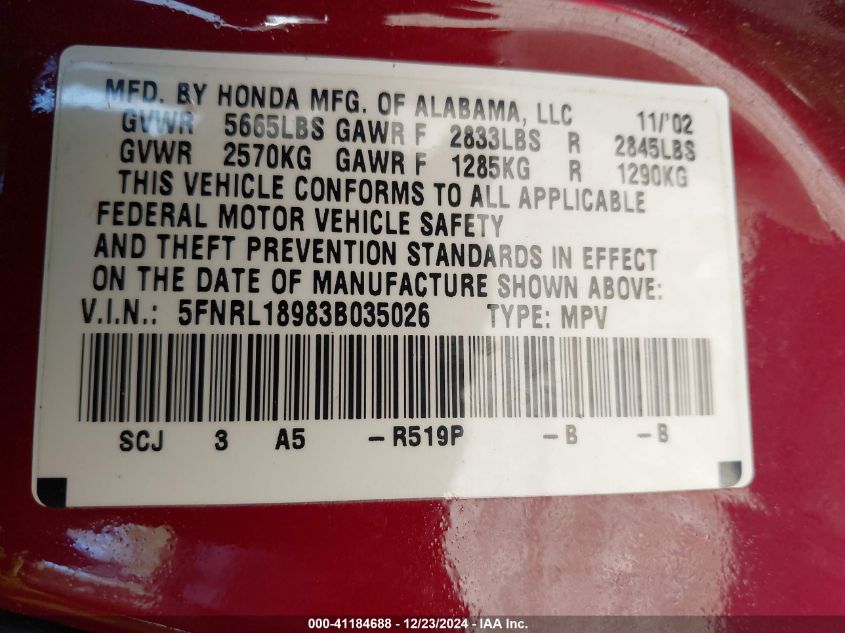 MFD. BY HONDA MFG. OF ALABAMA, LLC 11/'02
GVWR 5665LBS GAWR F 2833LBS R 2845LBS
GVWR 2570KG GAWR F 1285KG R 1290KG
THIS VEHICLE CONFORMS TO ALL APPLICABLE
FEDERAL MOTOR VEHICLE SAFETY
AND THEFT PREVENTION STANDARDS IN EFFECT
ON THE DATE OF MANUFACTURE SHOWN ABOVE:
V.I.N.: 5FNRL18983B035026 TYPE: MPV
SCJ 3 A5 -R519P -B -B
000-41184688 - 12/23/2024 - IAA Inc.